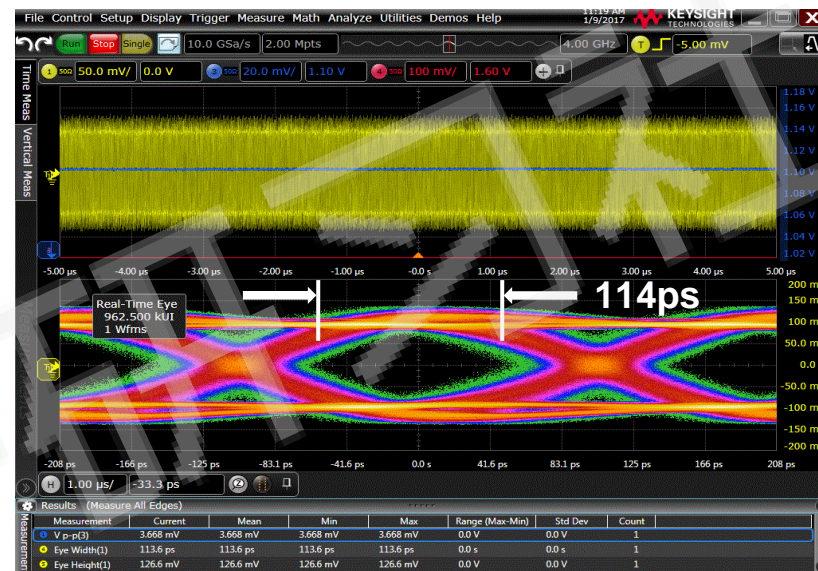 File Control Setup Display Trigger Measure Math Analyze Utilities Demos Help
11:19 AM
1/9/2017
KEYSIGHT
TECHNOLOGIES
Run Stop Single 10.0 GSa/s 2.00 Mpts 4.00 GHz T -5.00 mV
1 50Ω 50.0 mV/ 0.0 V 3 50Ω 20.0 mV/ 1.10 V 4 50Ω 100 mV/ 1.60 V
Time Meas
Vertical Meas
1.18 V
1.16 V
1.14 V
1.12 V
1.10 V
1.08 V
1.06 V
1.04 V
1.02 V
-5.00 µs -4.00 µs -3.00 µs -2.00 µs -1.00 µs -0.0 s 1.00 µs 2.00 µs 3.00 µs 4.00 µs 5.00 µs
114ps
Real-Time Eye
962.500 kUI
1 Wfms
200 m
150 m
100 m
50.0 m
0.0
-50.0 m
-100 m
-150 m
-200 m
-208 ps -166 ps -125 ps -83.1 ps -41.6 ps 0.0 s 41.6 ps 83.1 ps 125 ps 166 ps 208 ps
H 1.00 µs/ -33.3 ps
Results (Measure All Edges)
Measurement Current Mean Min Max Range (Max-Min) Std Dev Count
V p-p(3) 3.668 mV 3.668 mV 3.668 mV 3.668 mV 0.0 V 0.0 V 1
Eye Width(1) 113.6 ps 113.6 ps 113.6 ps 113.6 ps 0.0 s 0.0 s 1
Eye Height(1) 126.6 mV 126.6 mV 126.6 mV 126.6 mV 0.0 V 0.0 V 1